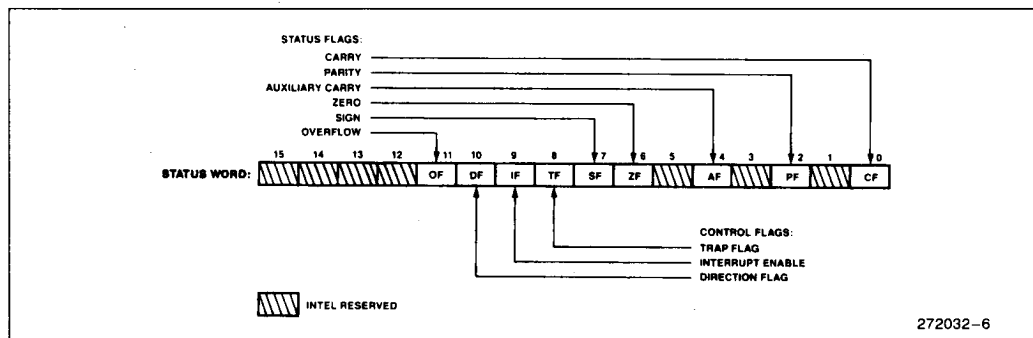 STATUS FLAGS:
CARRY
PARITY
AUXILIARY CARRY
ZERO
SIGN
OVERFLOW
15 14 13 12 11 10 9 8 7 6 5 4 3 2 1 0
STATUS WORD: OF DF IF TF SF ZF AF PF CF
CONTROL FLAGS:
TRAP FLAG
INTERRUPT ENABLE
DIRECTION FLAG
INTEL RESERVED
272032-6